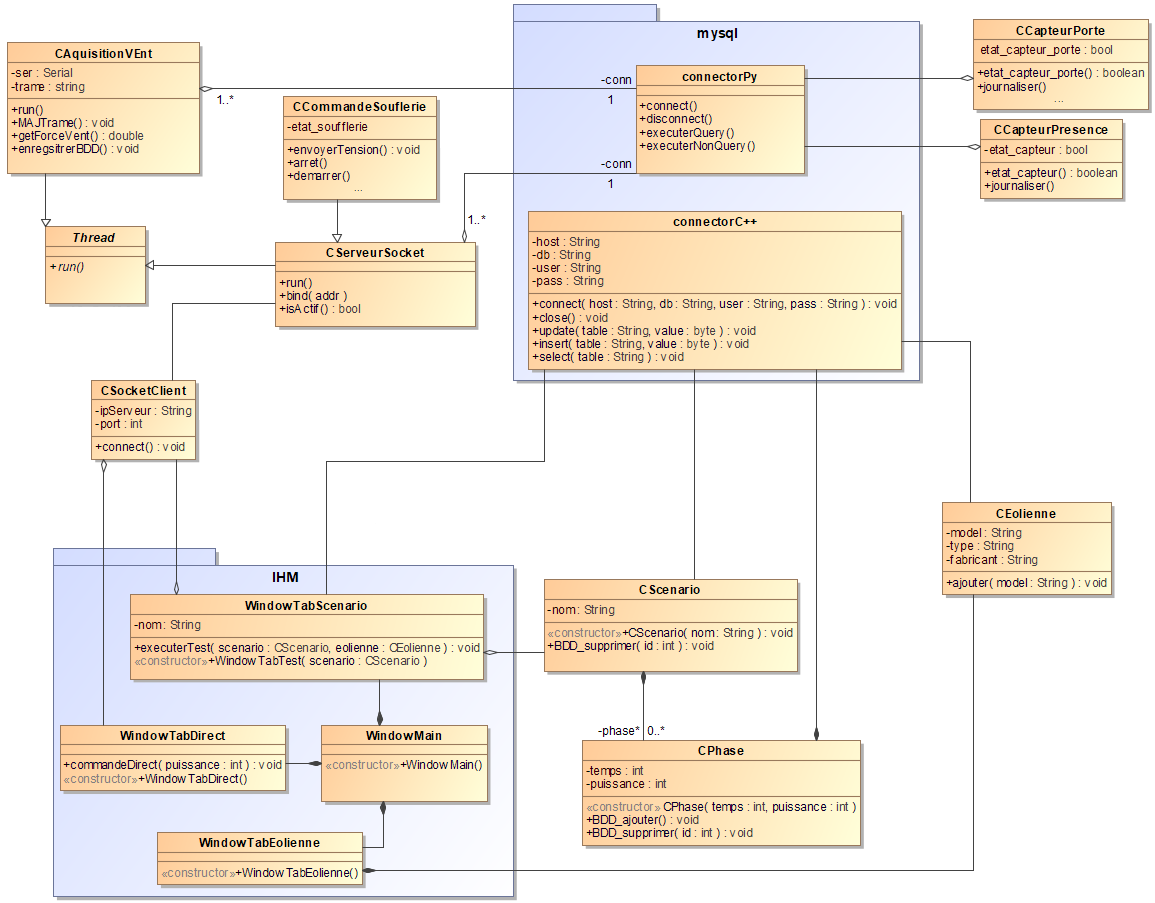 mysql
CAquisitionVEnt
-ser : Serial
-trame : string
+run()
+MAJTrame() : void
+getForceVent() : double
+enregsitrerBDD() : void
1..*
-conn
1
connectorPy
+connect()
+disconnect()
+executerQuery()
+executerNonQuery()
CCapteurPorte
etat_capteur_porte : bool
+etat_capteur_porte() : boolean
+journaliser()
...
CCommandeSouflerie
-etat_soufflerie
+envoyerTension() : void
+arret()
+demarrer()
...
CCapteurPresence
-etat_capteur : bool
+etat_capteur() : boolean
+journaliser()
-conn
1
1..*
Thread
+run()
CServeurSocket
+run()
+bind( addr )
+isActif() : bool
connectorC++
-host : String
-db : String
-user : String
-pass : String
+connect( host : String, db : String, user : String, pass : String ) : void
+close() : void
+update( table : String, value : byte ) : void
+insert( table : String, value : byte ) : void
+select( table : String ) : void
CSocketClient
-ipServeur : String
-port : int
+connect() : void
CEolienne
-model : String
-type : String
-fabricant : String
+ajouter( model : String ) : void
IHM
WindowTabScenario
-nom : String
+executerTest( scenario : CScenario, eolienne : CEolienne ) : void
«constructor»+WindowTabTest( scenario : CScenario )
CScenario
-nom : String
«constructor»+CScenario( nom : String ) : void
+BDD_supprimer( id : int ) : void
-phase*
0..*
WindowTabDirect
+commandeDirect( puissance : int ) : void
«constructor»+WindowTabDirect()
WindowMain
«constructor»+WindowMain()
CPhase
-temps : int
-puissance : int
«constructor» CPhase( temps : int, puissance : int )
+BDD_ajouter() : void
+BDD_supprimer( id : int ) : void
WindowTabEolienne
«constructor»+WindowTabEolienne()